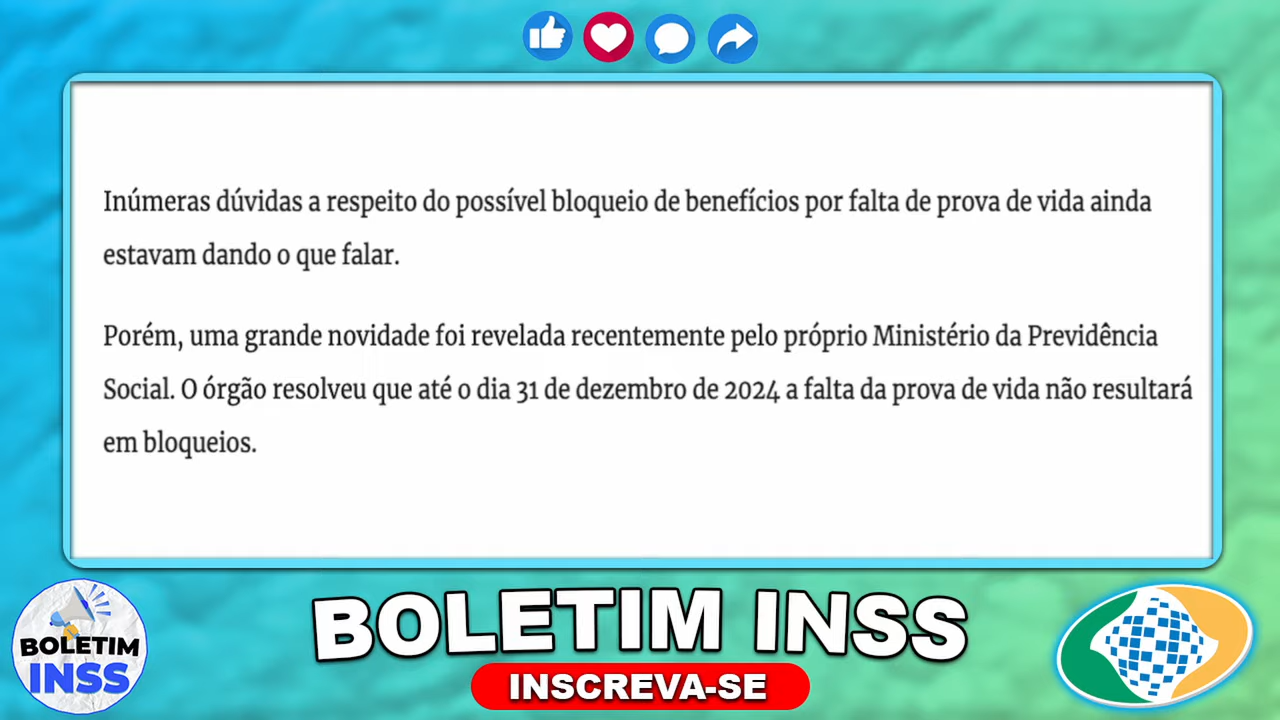 Inúmeras dúvidas a respeito do possível bloqueio de benefícios por falta de prova de vida ainda
estavam dando o que falar.
Porém, uma grande novidade foi revelada recentemente pelo próprio Ministério da Previdência
Social. O órgão resolveu que até o dia 31 de dezembro de 2024 a falta da prova de vida não resultará
em bloqueios.
BOLETIM INSS
INSCREVA-SE
BOLETIM
INSS